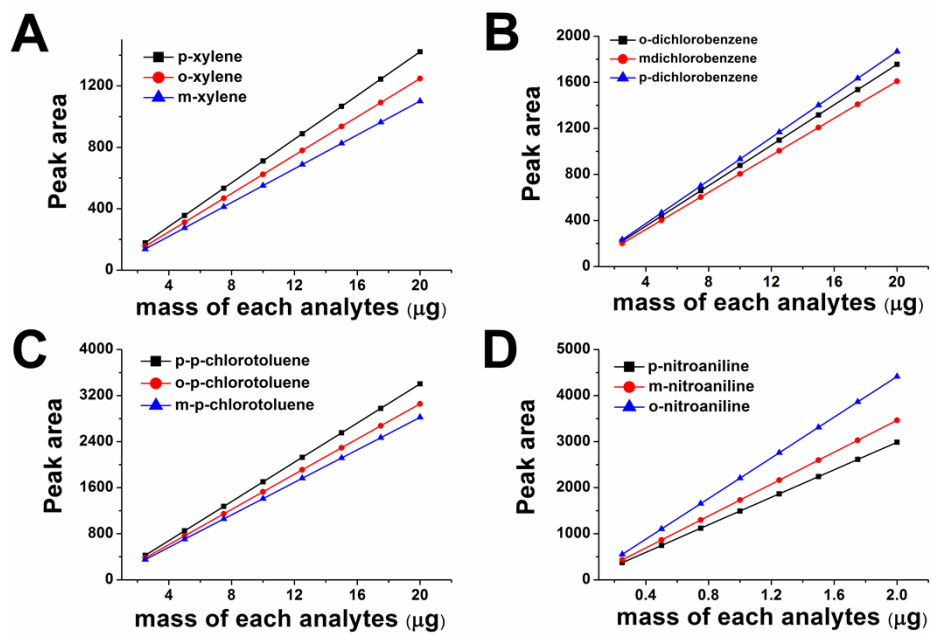 A
p-xylene
o-xylene
m-xylene
Peak area
1200
800
400
0
4 8 12 16 20
mass of each analytes (μg)
B
o-dichlorobenzene
mdichlorobenzene
p-dichlorobenzene
Peak area
2000
1600
1200
800
400
0
4 8 12 16 20
mass of each analytes (μg)
C
p-p-chlorotoluene
o-p-chlorotoluene
m-p-chlorotoluene
Peak area
4000
3200
2400
1600
800
0
4 8 12 16 20
mass of each analytes (μg)
D
p-nitroaniline
m-nitroaniline
o-nitroaniline
Peak area
5000
4000
3000
2000
1000
0
0.4 0.8 1.2 1.6 2.0
mass of each analytes (μg)